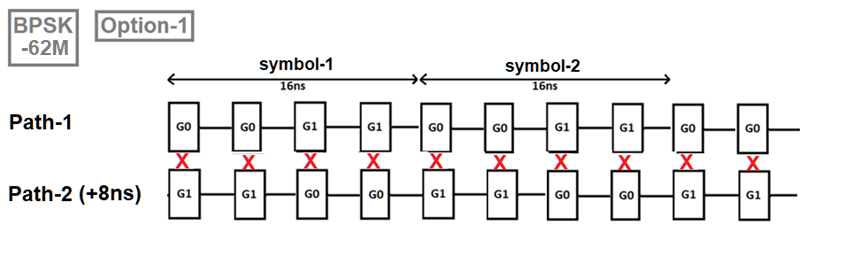 BPSK
-62M
Option-1
symbol-1
symbol-2
16ns
16ns
Path-1
G0 G0 G1 G1 G0 G0 G1 G1 G0 G0
X X X X X X X X X X
Path-2 (+8ns)
G1 G1 G0 G0 G1 G1 G0 G0 G1 G1